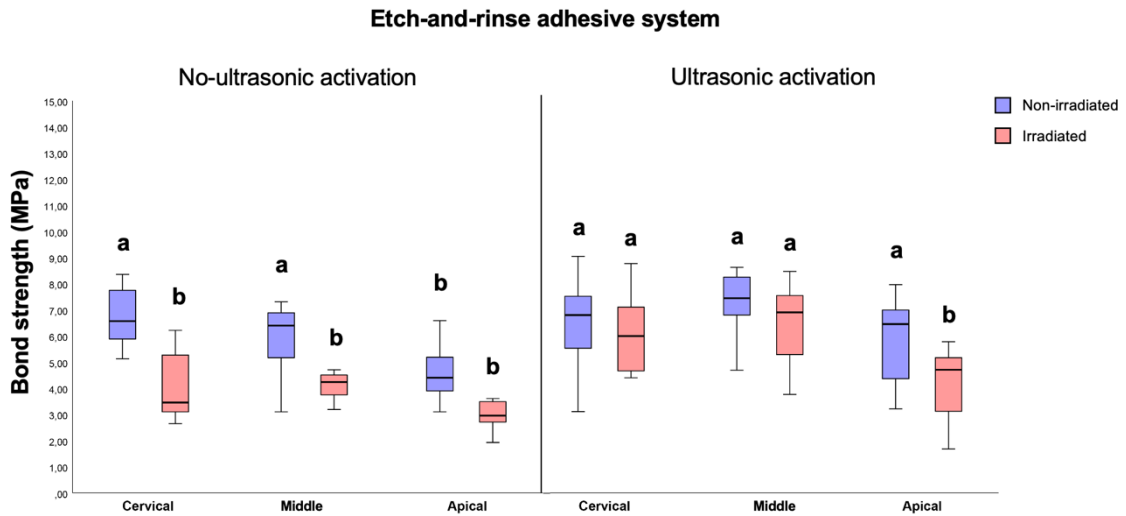 Etch-and-rinse adhesive system
No-ultrasonic activation
Ultrasonic activation
Non-irradiated
Irradiated
Bond strength (MPa)
15,00
14,00
13,00
12,00
11,00
10,00
9,00
8,00
7,00
6,00
5,00
4,00
3,00
2,00
1,00
,00
a b a b b b
a a a a a b
Cervical Middle Apical
Cervical Middle Apical